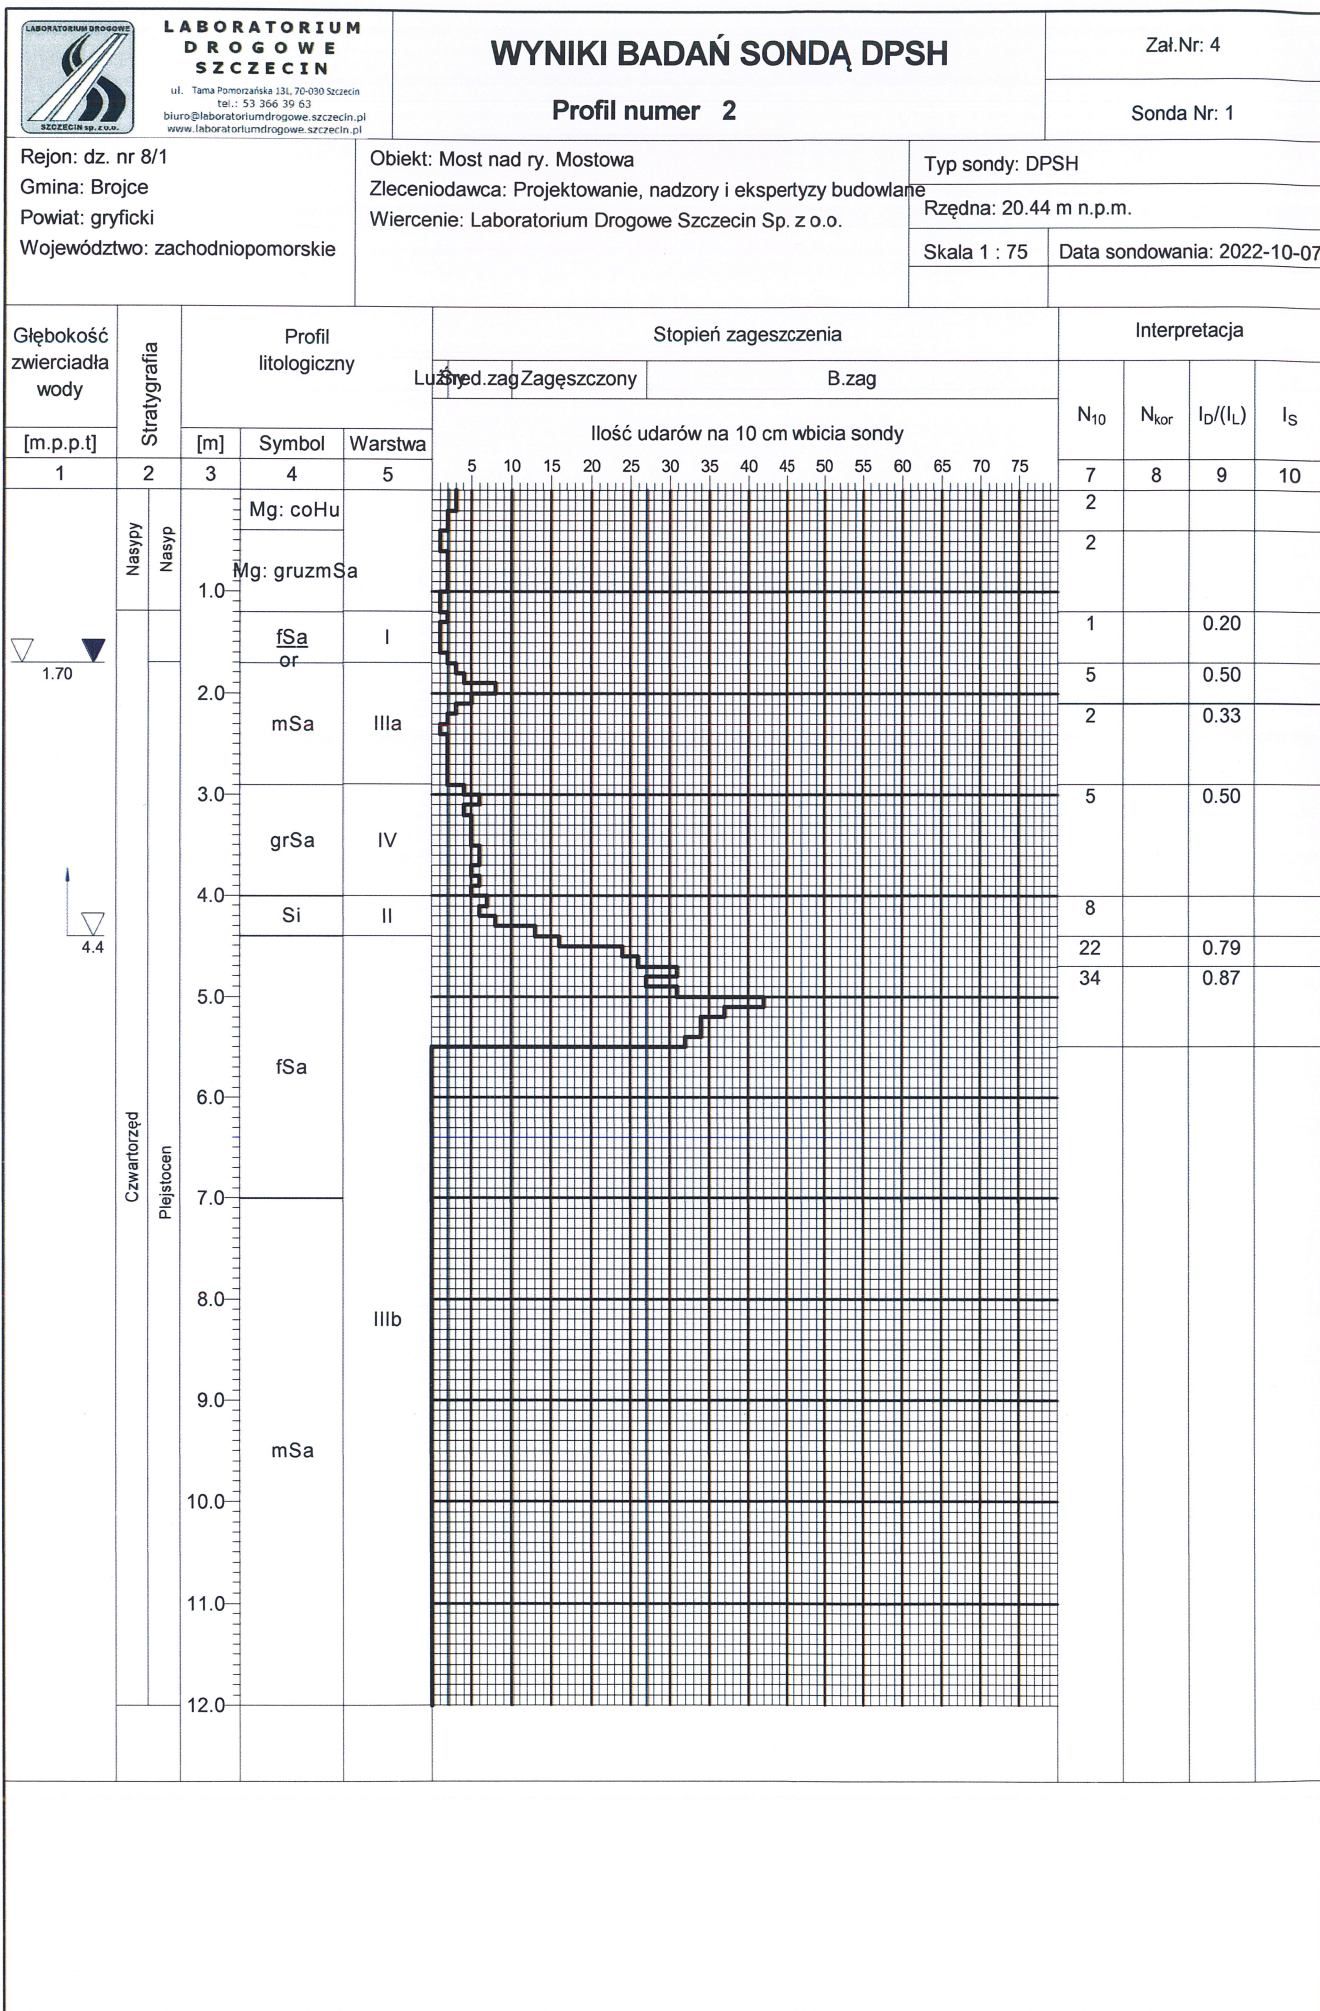 LABORATORIUM DROGOWE
SZCZECIN sp. z o.o.
LABORATORIUM
DROGOWE
SZCZECIN
ul. Tama Pomorzańska 13L, 70-030 Szczecin
tel.: 53 366 39 63
biuro@laboratoriumdrogowe.szczecin.pl
www.laboratoriumdrogowe.szczecin.pl
WYNIKI BADAŃ SONDĄ DPSH
Profil numer 2
Zał.Nr: 4
Sonda Nr: 1
Rejon: dz. nr 8/1
Gmina: Brojce
Powiat: gryficki
Województwo: zachodniopomorskie
Obiekt: Most nad ry. Mostowa
Zleceniodawca: Projektowanie, nadzory i ekspertyzy budowlane
Wiercenie: Laboratorium Drogowe Szczecin Sp. z o.o.
Typ sondy: DPSH
Rzędna: 20.44 m n.p.m.
Skala 1 : 75
Data sondowania: 2022-10-07
Głębokość
zwierciadła
wody
[m.p.p.t]
Stratygrafia
Profil
litologiczny
[m] Symbol Warstwa
Stopień zagęszczenia
Luźny Śred.zag Zagęszczony B.zag
Ilość udarów na 10 cm wbicia sondy
5 10 15 20 25 30 35 40 45 50 55 60 65 70 75
Interpretacja
N10 Nkor ID/(IL) IS
1 2 3 4 5 7 8 9 10
Nasypy
Nasyp
Mg: coHu
2
Mg: gruzmSa
2
1.0
fSa
or
I
1 0.20
1.70
5 0.50
2.0
mSa IIIa
2 0.33
3.0
5 0.50
grSa IV
4.0
Si II
8
4.4
22 0.79
34 0.87
5.0
fSa
6.0
Czwartorzęd
Plejstocen
7.0
8.0
IIIb
9.0
mSa
10.0
11.0
12.0